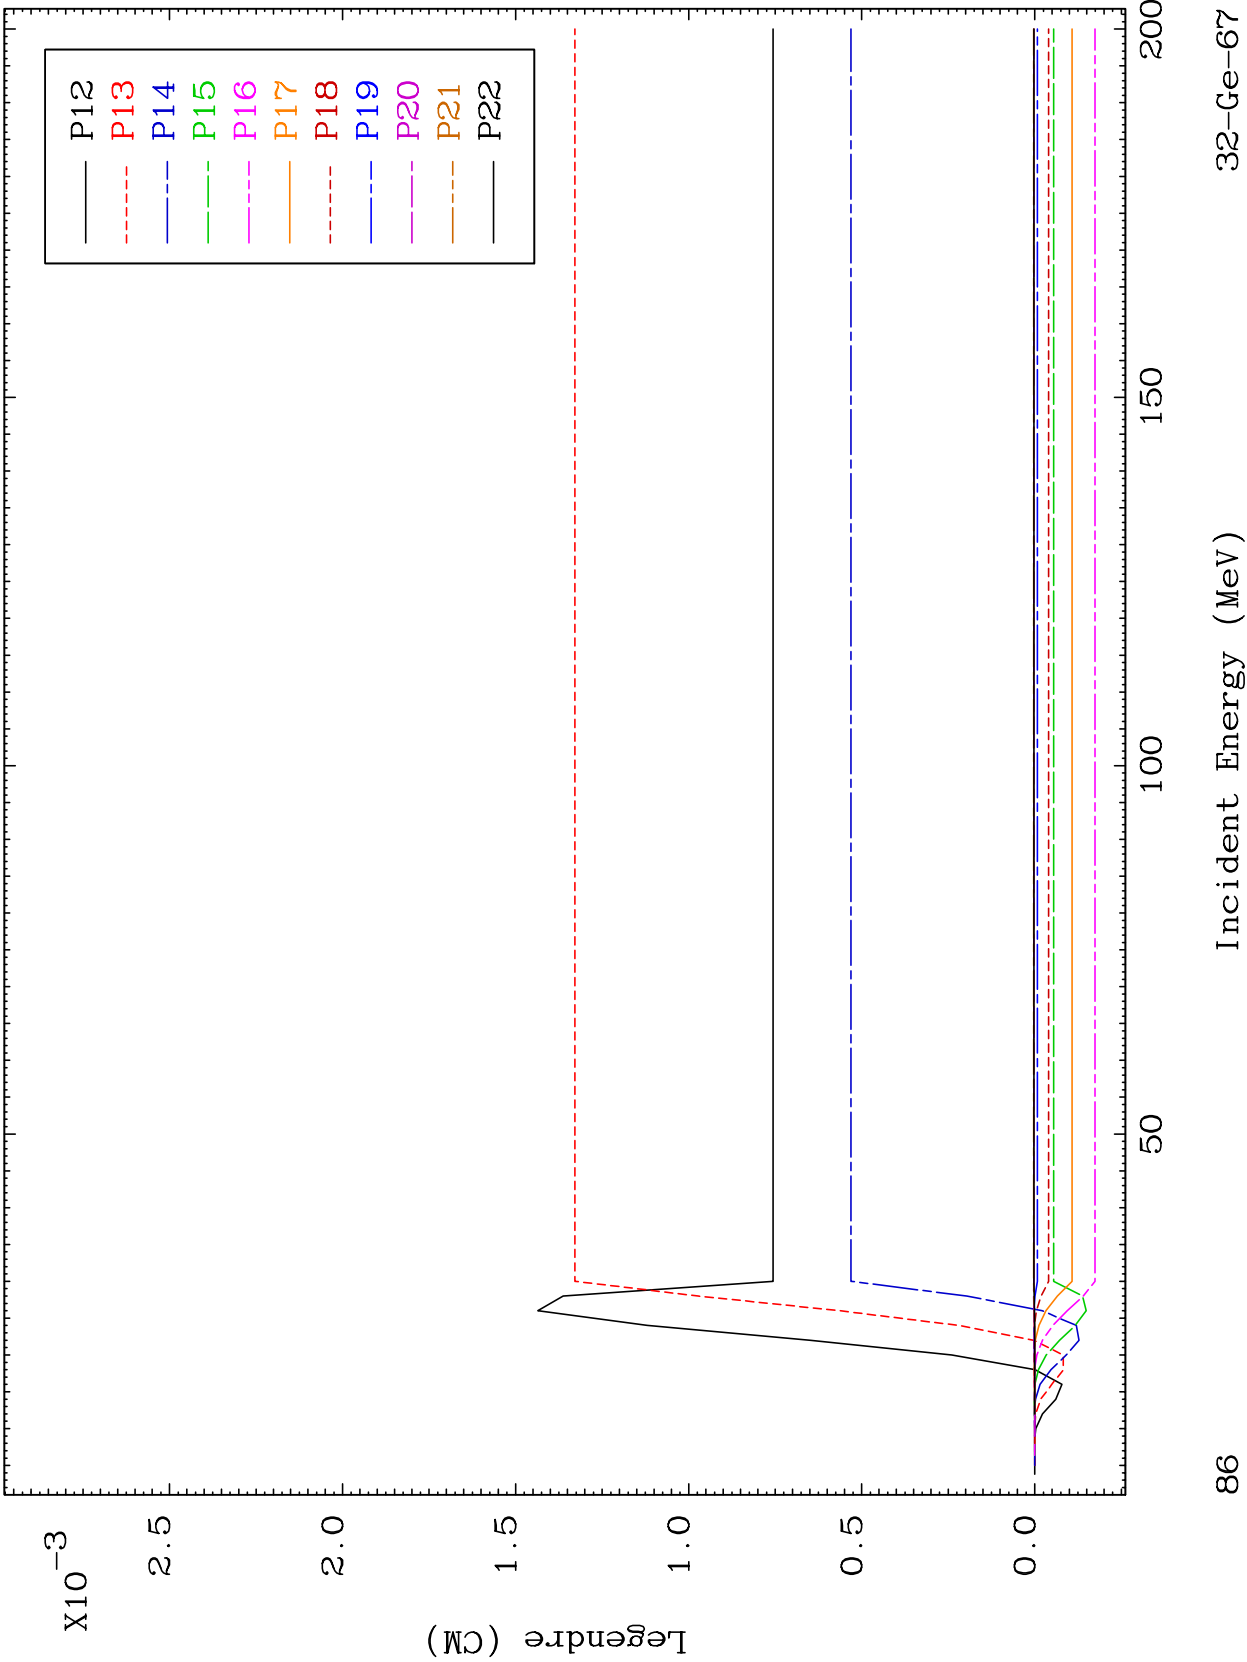 X10-3
2.5
2.0
1.5
1.0
0.5
0.0
Legendre (CM)
P12
P13
P14
P15
P16
P17
P18
P19
P20
P21
P22
50
100
150
200
Incident Energy (MeV)
86
32-Ge-67